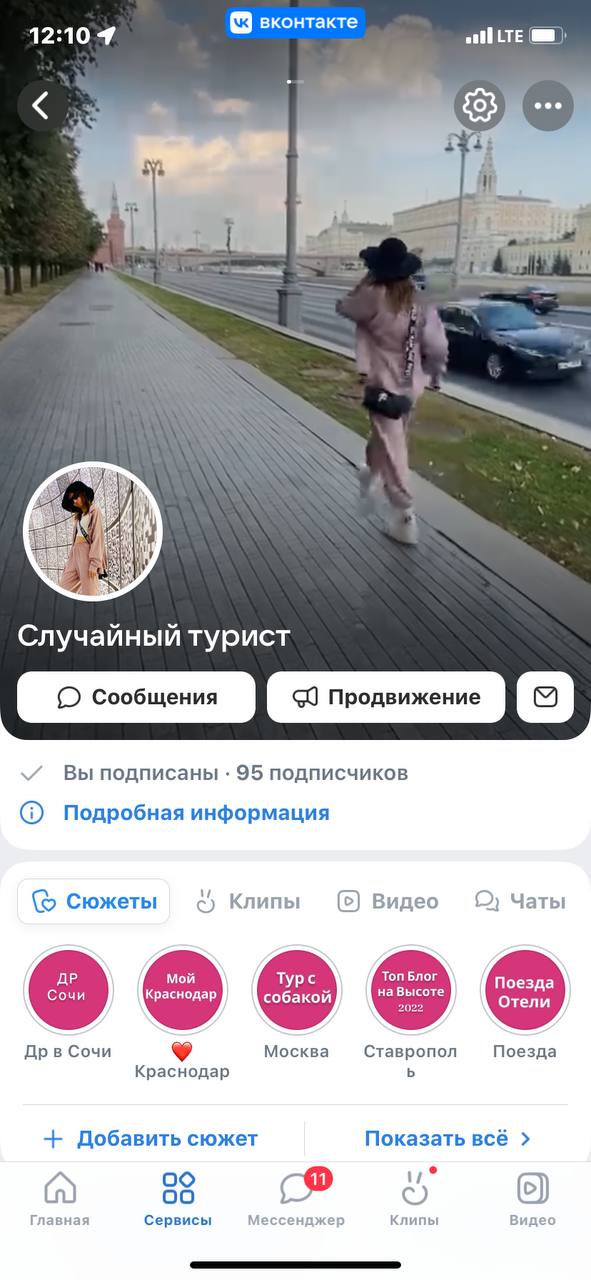 12:10
вконтакте
LTE
Случайный турист
Сообщения
Продвижение
Вы подписаны · 95 подписчиков
Подробная информация
Сюжеты
Клипы
Видео
Чаты
ДР
Сочи
Мой
Краснодар
Тур с
собакой
Топ Блог
на Высоте
2022
Поезда
Отели
Др в Сочи
❤️
Краснодар
Москва
Ставропол
ь
Поезда
+ Добавить сюжет
Показать всё >
11
Главная
Сервисы
Мессенджер
Клипы
Видео